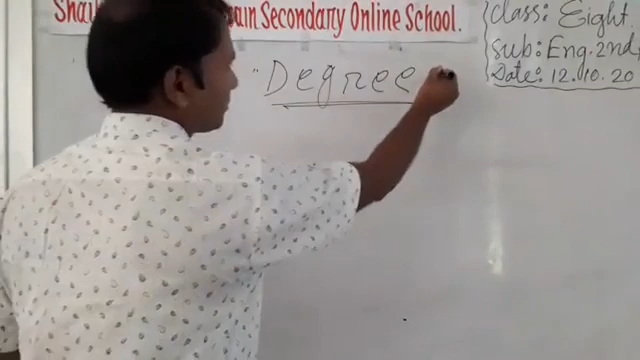 Secondary Online School.
class: Eight
sub: Eng. 2nd
Date: 12.10.20
"Degree